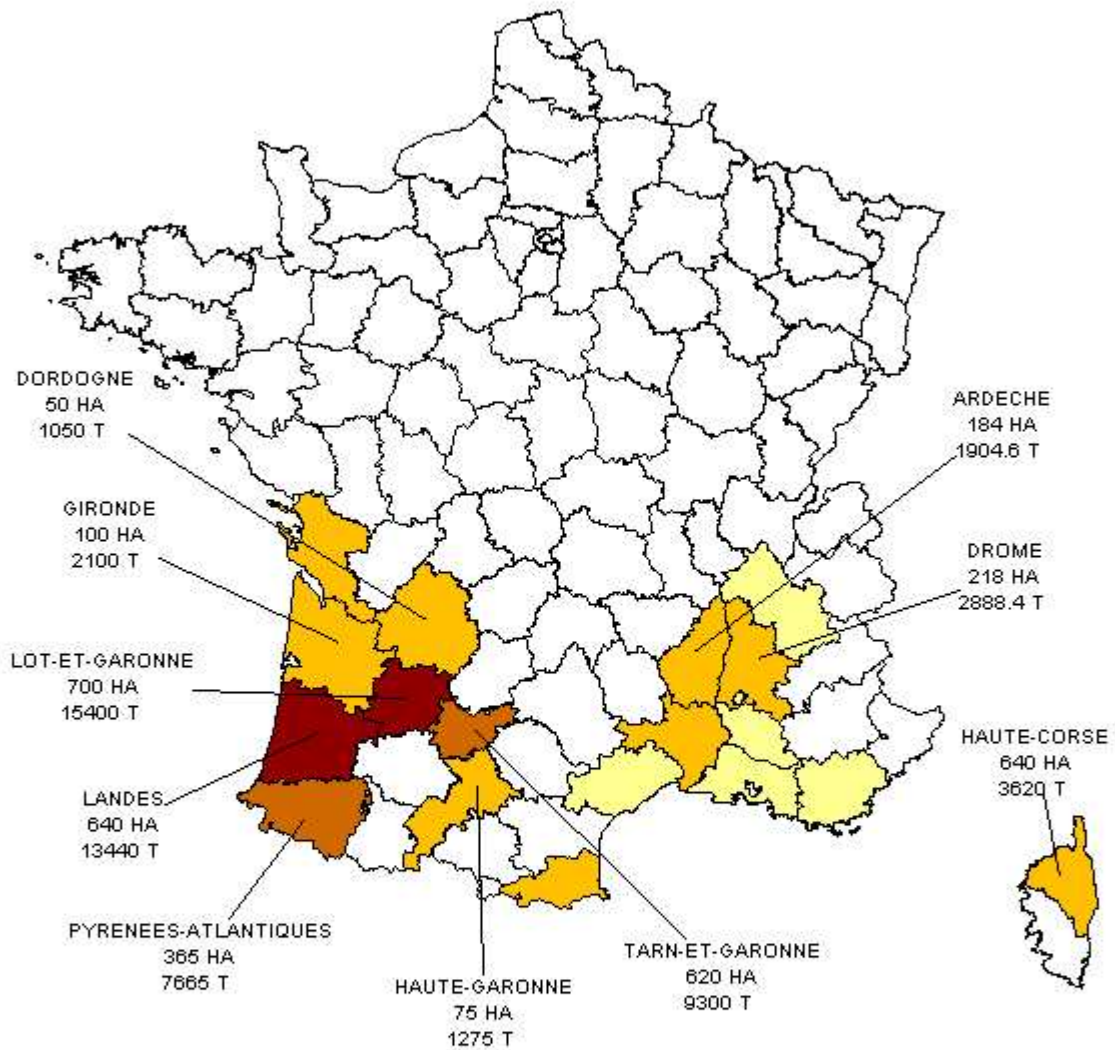 DORDOGNE
50 HA
1050 T
ARDECHE
184 HA
1904.6 T
GIRONDE
100 HA
2100 T
DROME
218 HA
2888.4 T
LOT-ET-GARONNE
700 HA
15400 T
HAUTE-CORSE
640 HA
3620 T
LANDES
640 HA
13440 T
PYRENEES-ATLANTIQUES
365 HA
7665 T
HAUTE-GARONNE
75 HA
1275 T
TARN-ET-GARONNE
620 HA
9300 T